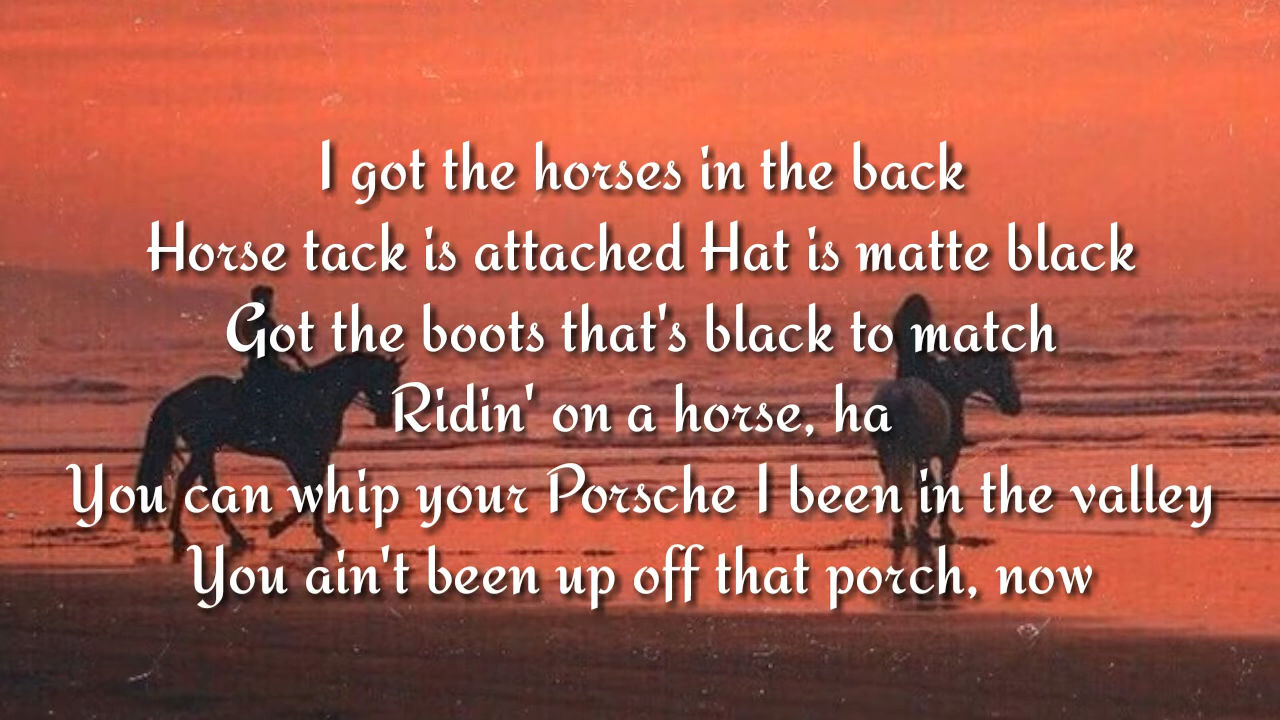 I got the horses in the back
Horse tack is attached Hat is matte black
Got the boots that's black to match
Ridin' on a horse, ha
You can whip your Porsche I been in the valley
You ain't been up off that porch, now